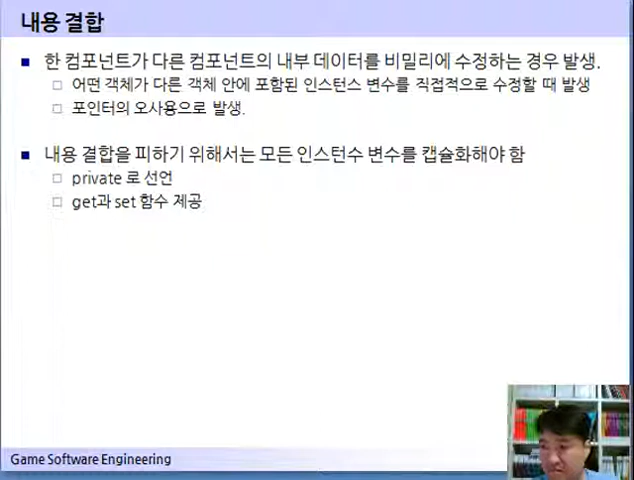 내용 결합
한 컴포넌트가 다른 컴포넌트의 내부 데이터를 비밀리에 수정하는 경우 발생.
어떤 객체가 다른 객체 안에 포함된 인스턴스 변수를 직접적으로 수정할 때 발생
포인터의 오사용으로 발생.
내용 결합을 피하기 위해서는 모든 인스턴수 변수를 캡슐화해야 함
private 로 선언
get과 set 함수 제공
Game Software Engineering